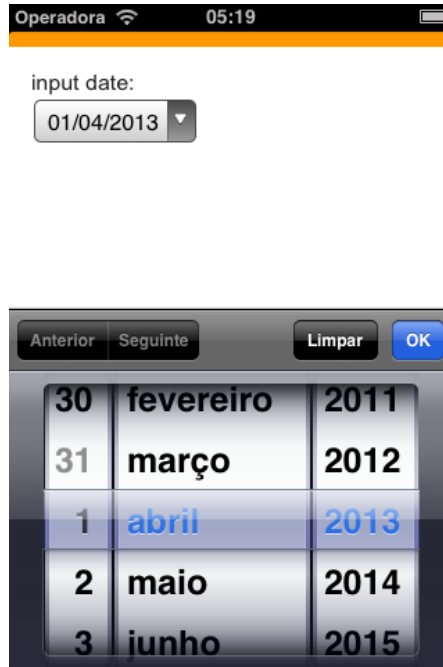 Operadora 05:19
input date:
01/04/2013
Anterior Seguinte Limpar OK
30 fevereiro 2011
31 março 2012
1 abril 2013
2 maio 2014
3 junho 2015